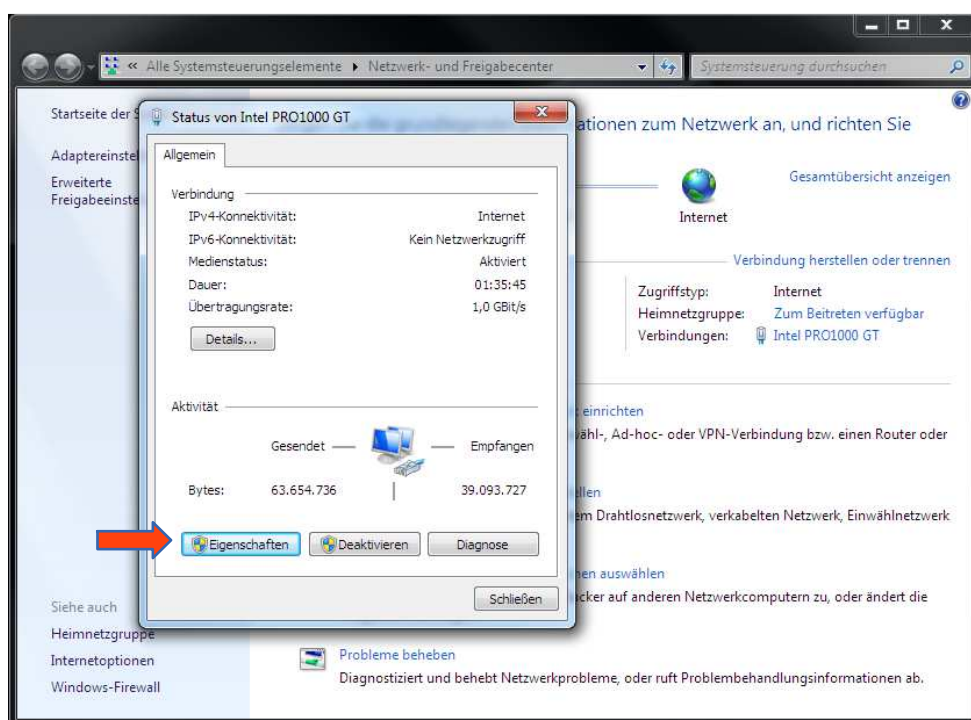 « Alle Systemsteuerungselemente ▸ Netzwerk- und Freigabecenter
Systemsteuerung durchsuchen
Startseite der
Adaptereinstel
Erweiterte
Freigabeeinste
Siehe auch
Heimnetzgruppe
Internetoptionen
Windows-Firewall
Status von Intel PRO1000 GT
Allgemein
Verbindung
IPv4-Konnektivität: Internet
IPv6-Konnektivität: Kein Netzwerkzugriff
Medienstatus: Aktiviert
Dauer: 01:35:45
Übertragungsrate: 1,0 GBit/s
Details...
Aktivität
Gesendet — — Empfangen
Bytes: 63.654.736 | 39.093.727
Eigenschaften Deaktivieren Diagnose
Schließen
ationen zum Netzwerk an, und richten Sie
Gesamtübersicht anzeigen
Internet
Verbindung herstellen oder trennen
Zugriffstyp: Internet
Heimnetzgruppe: Zum Beitreten verfügbar
Verbindungen: Intel PRO1000 GT
einrichten
ähl-, Ad-hoc- oder VPN-Verbindung bzw. einen Router oder
llen
em Drahtlosnetzwerk, verkabelten Netzwerk, Einwählnetzwerk
en auswählen
cker auf anderen Netzwerkcomputern zu, oder ändert die
Probleme beheben
Diagnostiziert und behebt Netzwerkprobleme, oder ruft Problembehandlungsinformationen ab.